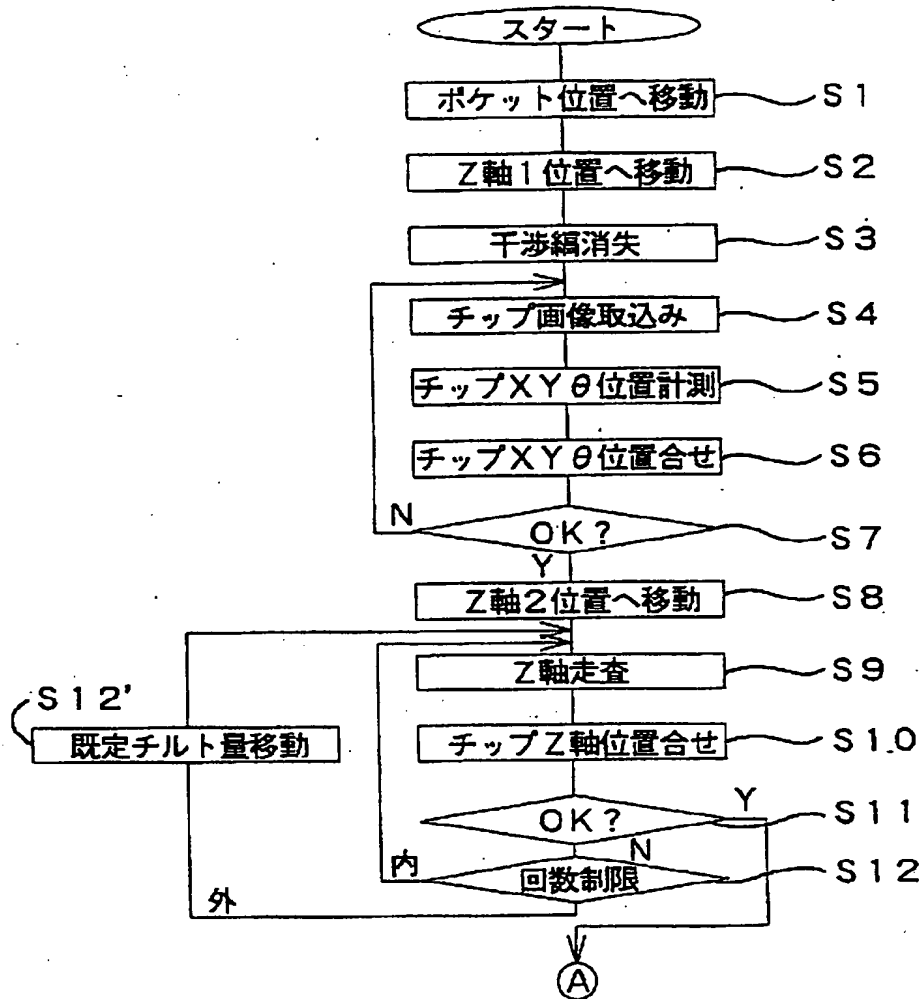 スタート
ポケット位置へ移動 S1
Z軸1位置へ移動 S2
干渉縞消失 S3
チップ画像取込み S4
チップXYθ位置計測 S5
チップXYθ位置合せ S6
N OK? S7
Y
Z軸2位置へ移動 S8
Z軸走査 S9
S12'
既定チルト量移動
チップZ軸位置合せ S10
OK? Y S11
N
内 回数制限 S12
外
A